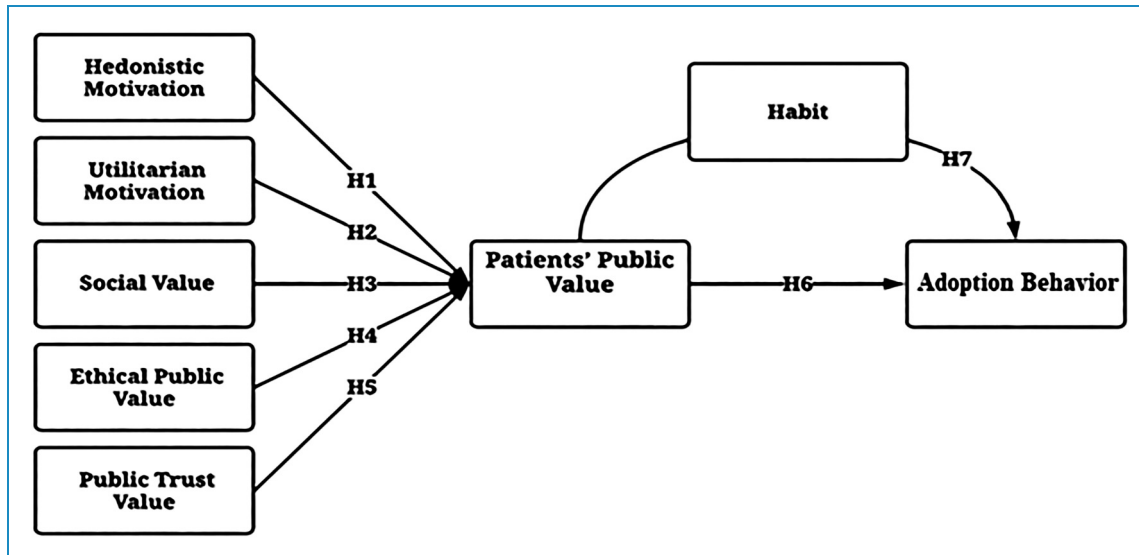 Hedonistic
Motivation
Utilitarian
Motivation
Social Value
Ethical Public
Value
Public Trust
Value
H1
H2
H3
H4
H5
Patients' Public
Value
Habit
H7
H6
Adoption Behavior